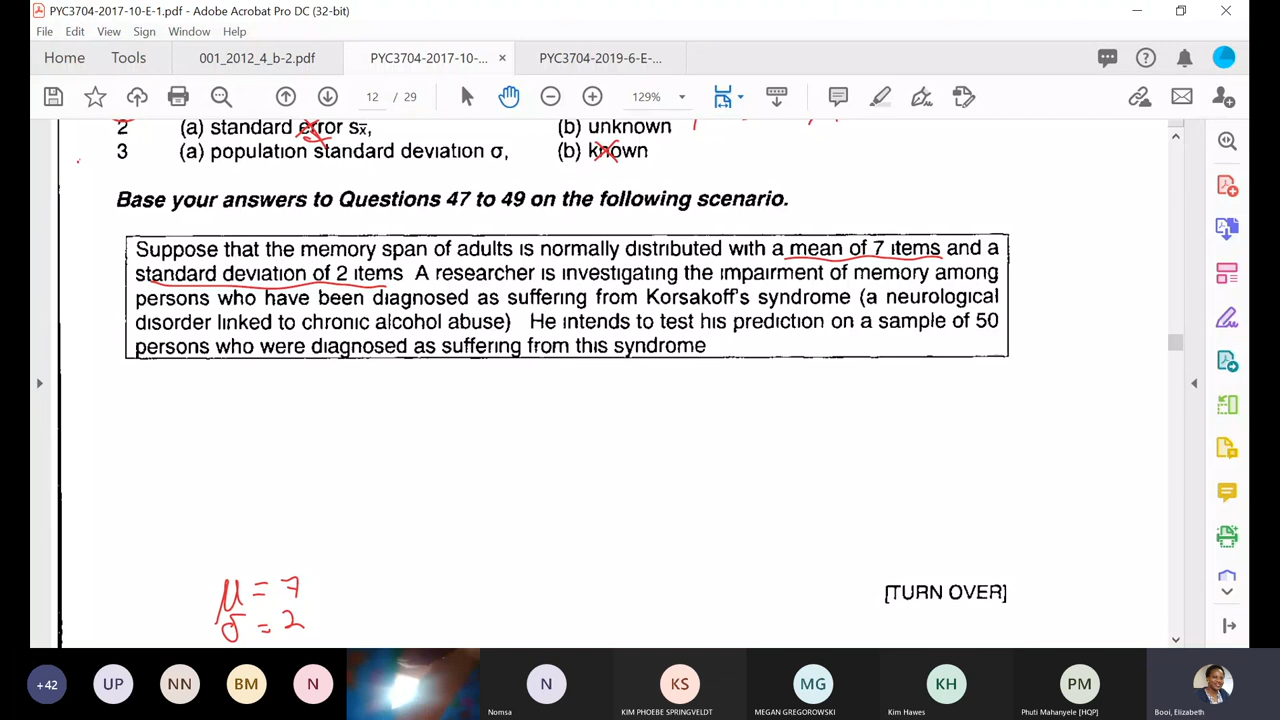 PYC3704-2017-10-E-1.pdf - Adobe Acrobat Pro DC (32-bit)
File Edit View Sign Window Help
Home Tools 001_2012_4_b-2.pdf PYC3704-2017-10-... × PYC3704-2019-6-E-...
12 / 29 129%
2 (a) standard error sx̅, (b) unknown
3 (a) population standard deviation σ, (b) known
Base your answers to Questions 47 to 49 on the following scenario.
Suppose that the memory span of adults is normally distributed with a mean of 7 items and a
standard deviation of 2 items A researcher is investigating the impairment of memory among
persons who have been diagnosed as suffering from Korsakoff's syndrome (a neurological
disorder linked to chronic alcohol abuse) He intends to test his prediction on a sample of 50
persons who were diagnosed as suffering from this syndrome
μ = 7
[TURN OVER]
σ = 2
+42 UP NN BM N N KS MG KH PM
Nomsa KIM PHOEBE SPRINGVELDT MEGAN GREGOROWSKI Kim Hawes Phuti Mahanyele [HQP] Booi, Elizabeth